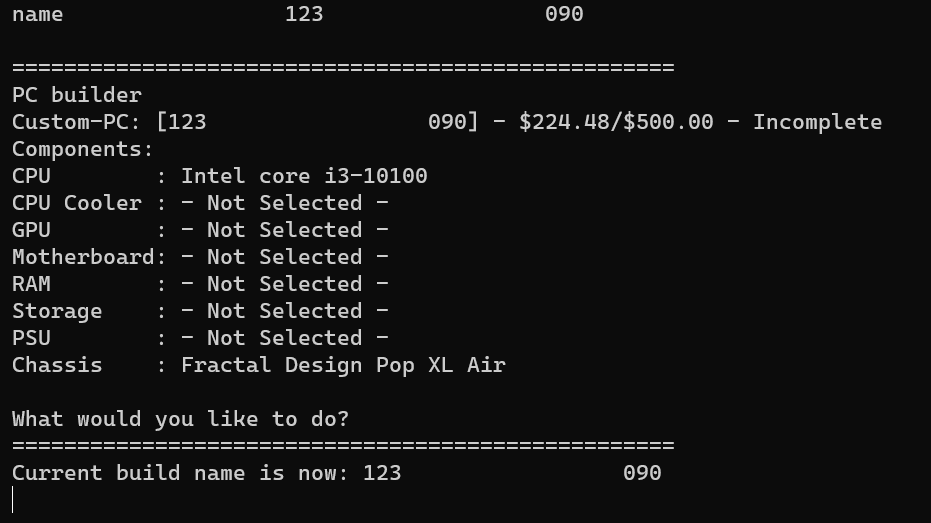 name                 123                 090
===================================================
PC builder
Custom-PC: [123                 090] - $224.48/$500.00 - Incomplete
Components:
CPU        : Intel core i3-10100
CPU Cooler : - Not Selected -
GPU        : - Not Selected -
Motherboard: - Not Selected -
RAM        : - Not Selected -
Storage    : - Not Selected -
PSU        : - Not Selected -
Chassis    : Fractal Design Pop XL Air
What would you like to do?
===================================================
Current build name is now: 123                 090